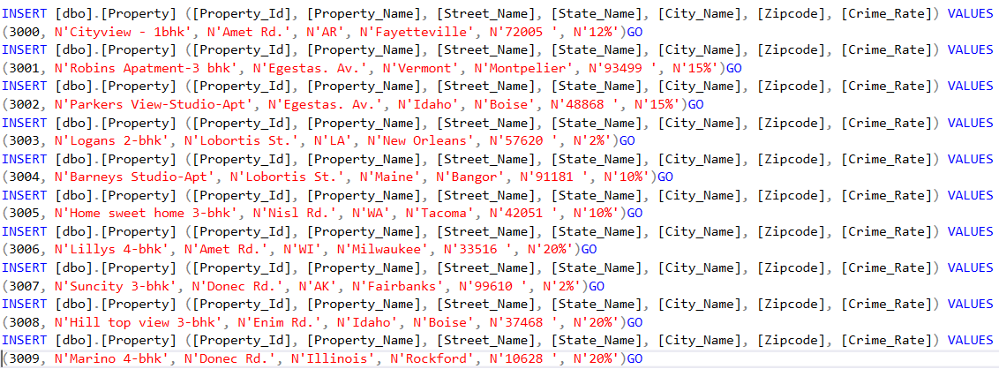 INSERT [dbo].[Property] ([Property_Id], [Property_Name], [Street_Name], [State_Name], [City_Name], [Zipcode], [Crime_Rate]) VALUES
(3000, N'Cityview - 1bhk', N'Amet Rd.', N'AR', N'Fayetteville', N'72005 ', N'12%')GO
INSERT [dbo].[Property] ([Property_Id], [Property_Name], [Street_Name], [State_Name], [City_Name], [Zipcode], [Crime_Rate]) VALUES
(3001, N'Robins Apatment-3 bhk', N'Egestas. Av.', N'Vermont', N'Montpelier', N'93499 ', N'15%')GO
INSERT [dbo].[Property] ([Property_Id], [Property_Name], [Street_Name], [State_Name], [City_Name], [Zipcode], [Crime_Rate]) VALUES
(3002, N'Parkers View-Studio-Apt', N'Egestas. Av.', N'Idaho', N'Boise', N'48868 ', N'15%')GO
INSERT [dbo].[Property] ([Property_Id], [Property_Name], [Street_Name], [State_Name], [City_Name], [Zipcode], [Crime_Rate]) VALUES
(3003, N'Logans 2-bhk', N'Lobortis St.', N'LA', N'New Orleans', N'57620 ', N'2%')GO
INSERT [dbo].[Property] ([Property_Id], [Property_Name], [Street_Name], [State_Name], [City_Name], [Zipcode], [Crime_Rate]) VALUES
(3004, N'Barneys Studio-Apt', N'Lobortis St.', N'Maine', N'Bangor', N'91181 ', N'10%')GO
INSERT [dbo].[Property] ([Property_Id], [Property_Name], [Street_Name], [State_Name], [City_Name], [Zipcode], [Crime_Rate]) VALUES
(3005, N'Home sweet home 3-bhk', N'Nisl Rd.', N'WA', N'Tacoma', N'42051 ', N'10%')GO
INSERT [dbo].[Property] ([Property_Id], [Property_Name], [Street_Name], [State_Name], [City_Name], [Zipcode], [Crime_Rate]) VALUES
(3006, N'Lillys 4-bhk', N'Amet Rd.', N'WI', N'Milwaukee', N'33516  ', N'20%')GO
INSERT [dbo].[Property] ([Property_Id], [Property_Name], [Street_Name], [State_Name], [City_Name], [Zipcode], [Crime_Rate]) VALUES
(3007, N'Suncity 3-bhk', N'Donec Rd.', N'AK', N'Fairbanks', N'99610 ', N'2%')GO
INSERT [dbo].[Property] ([Property_Id], [Property_Name], [Street_Name], [State_Name], [City_Name], [Zipcode], [Crime_Rate]) VALUES
(3008, N'Hill top view 3-bhk', N'Enim Rd.', N'Idaho', N'Boise', N'37468 ', N'20%')GO
INSERT [dbo].[Property] ([Property_Id], [Property_Name], [Street_Name], [State_Name], [City_Name], [Zipcode], [Crime_Rate]) VALUES
(3009, N'Marino 4-bhk', N'Donec Rd.', N'Illinois', N'Rockford', N'10628 ', N'20%')GO